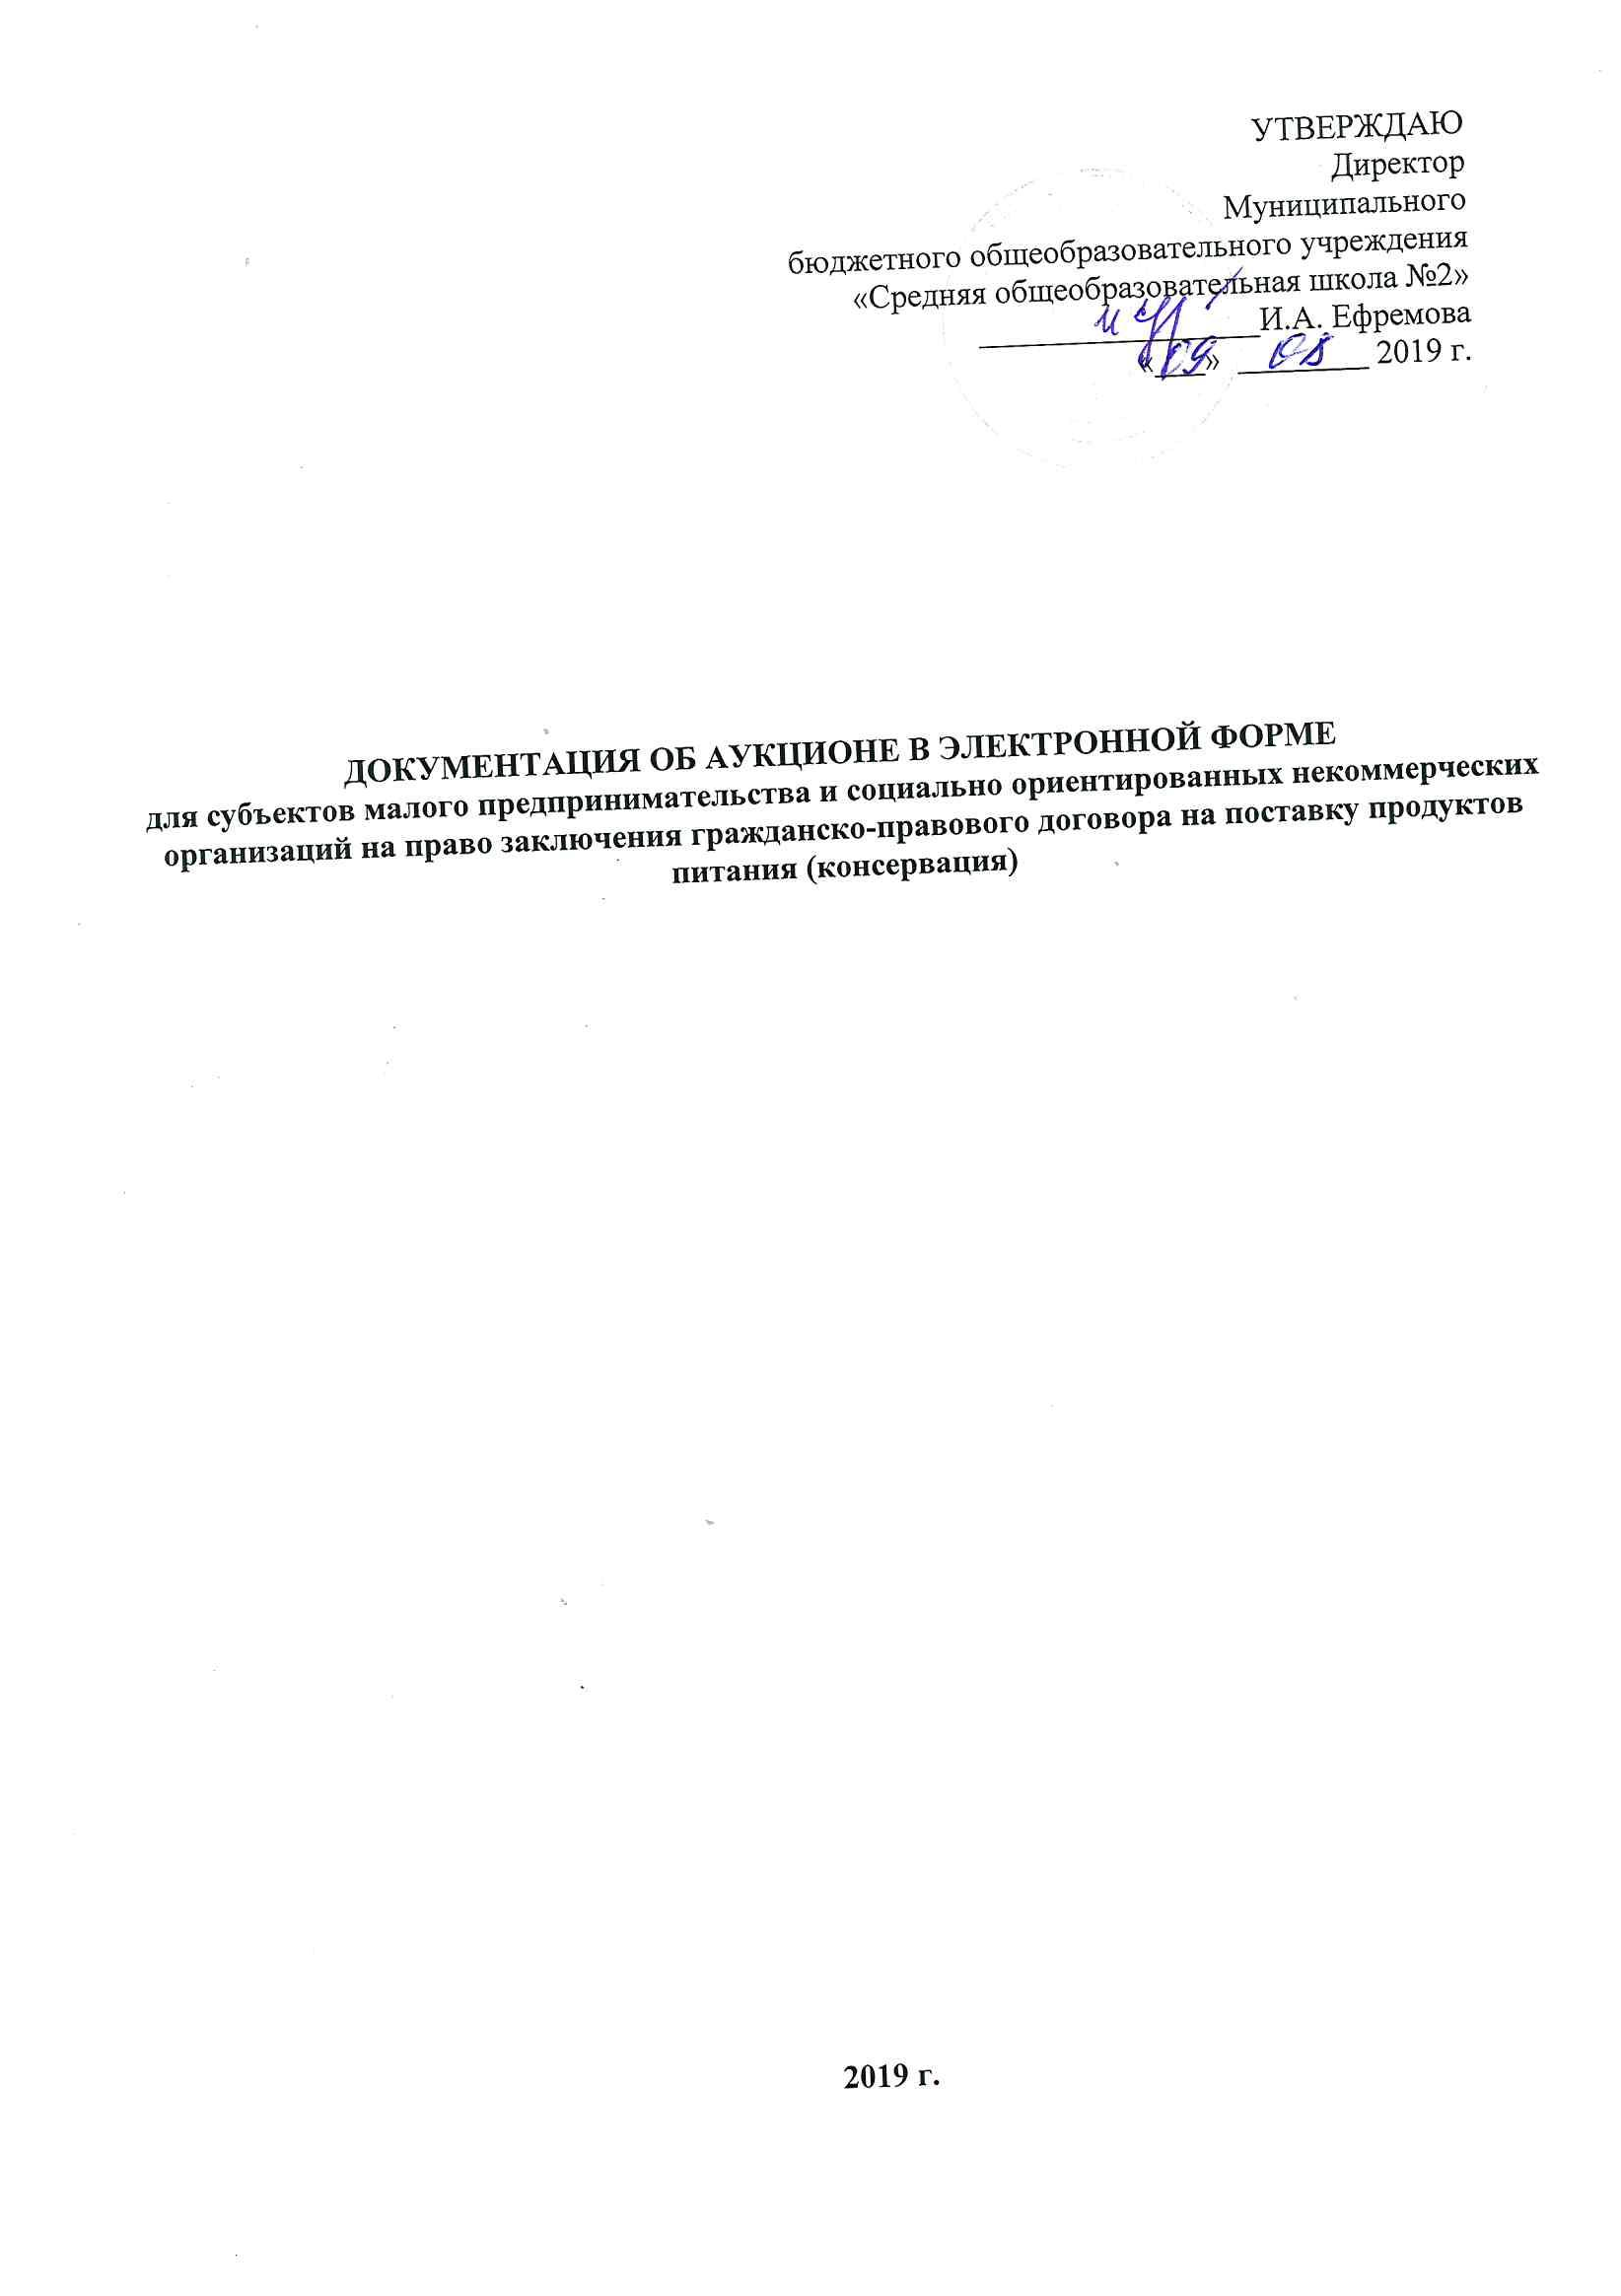 УТВЕРЖДАЮ
Директор
Муниципального
бюджетного общеобразовательного учреждения
«Средняя общеобразовательная школа №2»
И.А. Ефремова
«09» 08 2019 г.
ДОКУМЕНТАЦИЯ ОБ АУКЦИОНЕ В ЭЛЕКТРОННОЙ ФОРМЕ
для субъектов малого предпринимательства и социально ориентированных некоммерческих
организаций на право заключения гражданско-правового договора на поставку продуктов
питания (консервация)
2019 г.